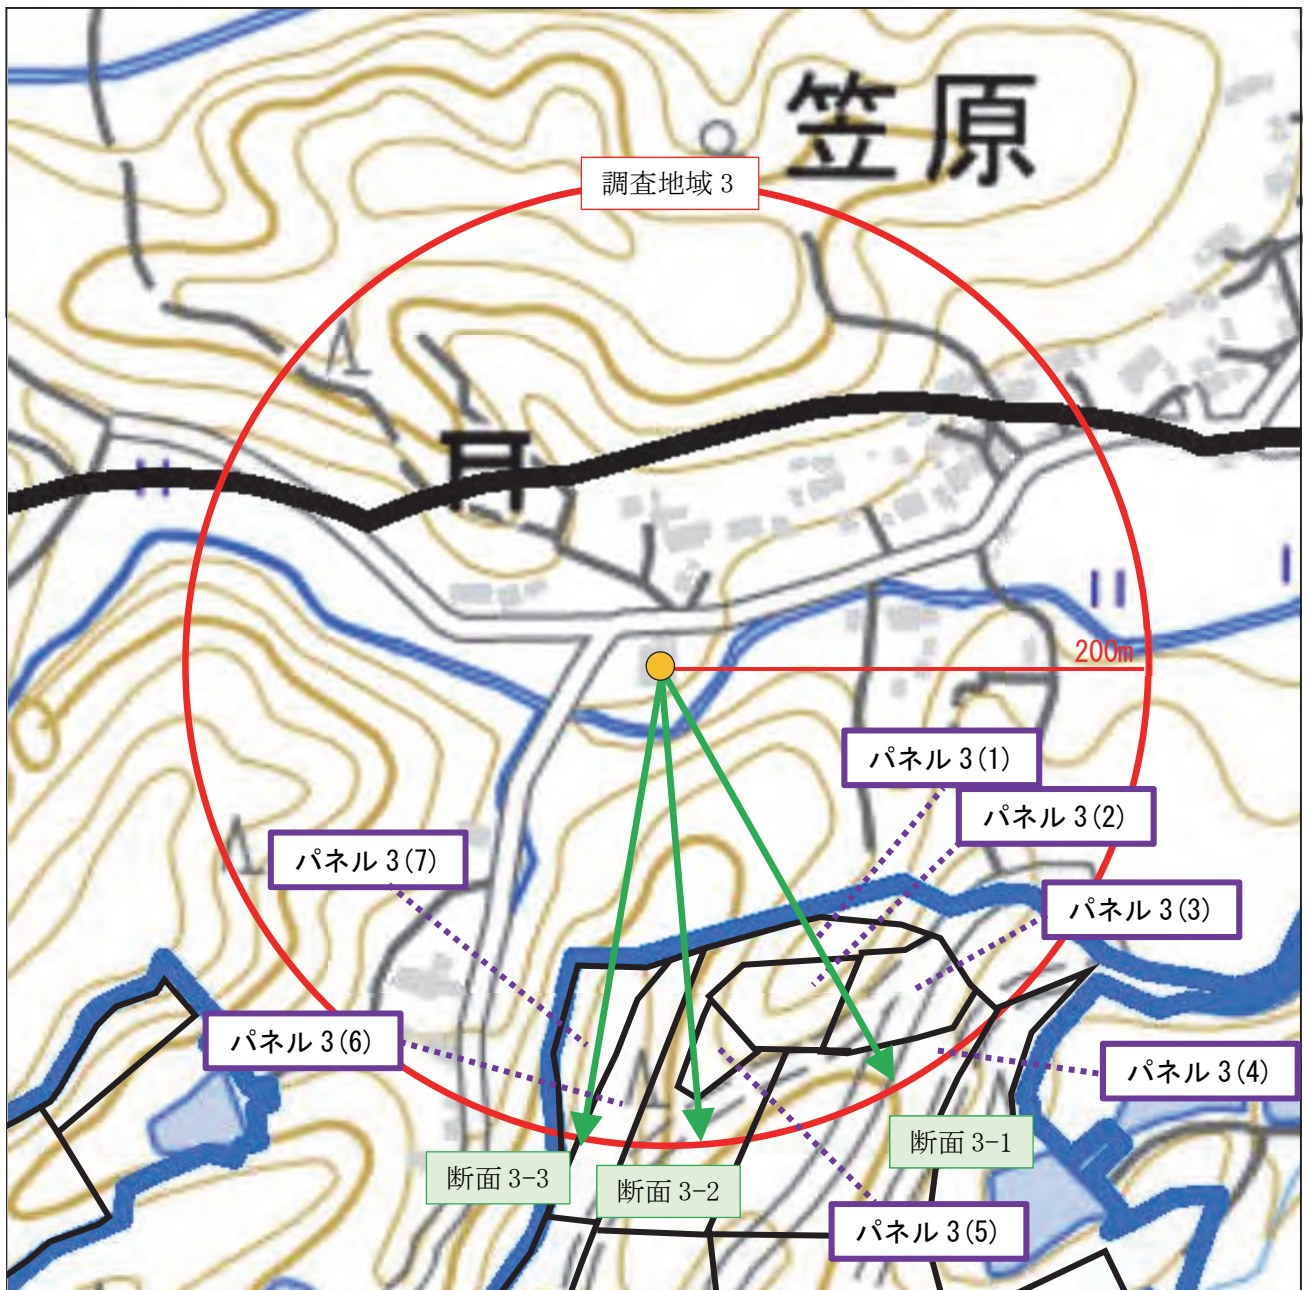 笠原
調査地域 3
200m
パネル 3(1)
パネル 3(2)
パネル 3(7)
パネル 3(3)
パネル 3(6)
パネル 3(4)
断面 3-1
断面 3-3
断面 3-2
パネル 3(5)